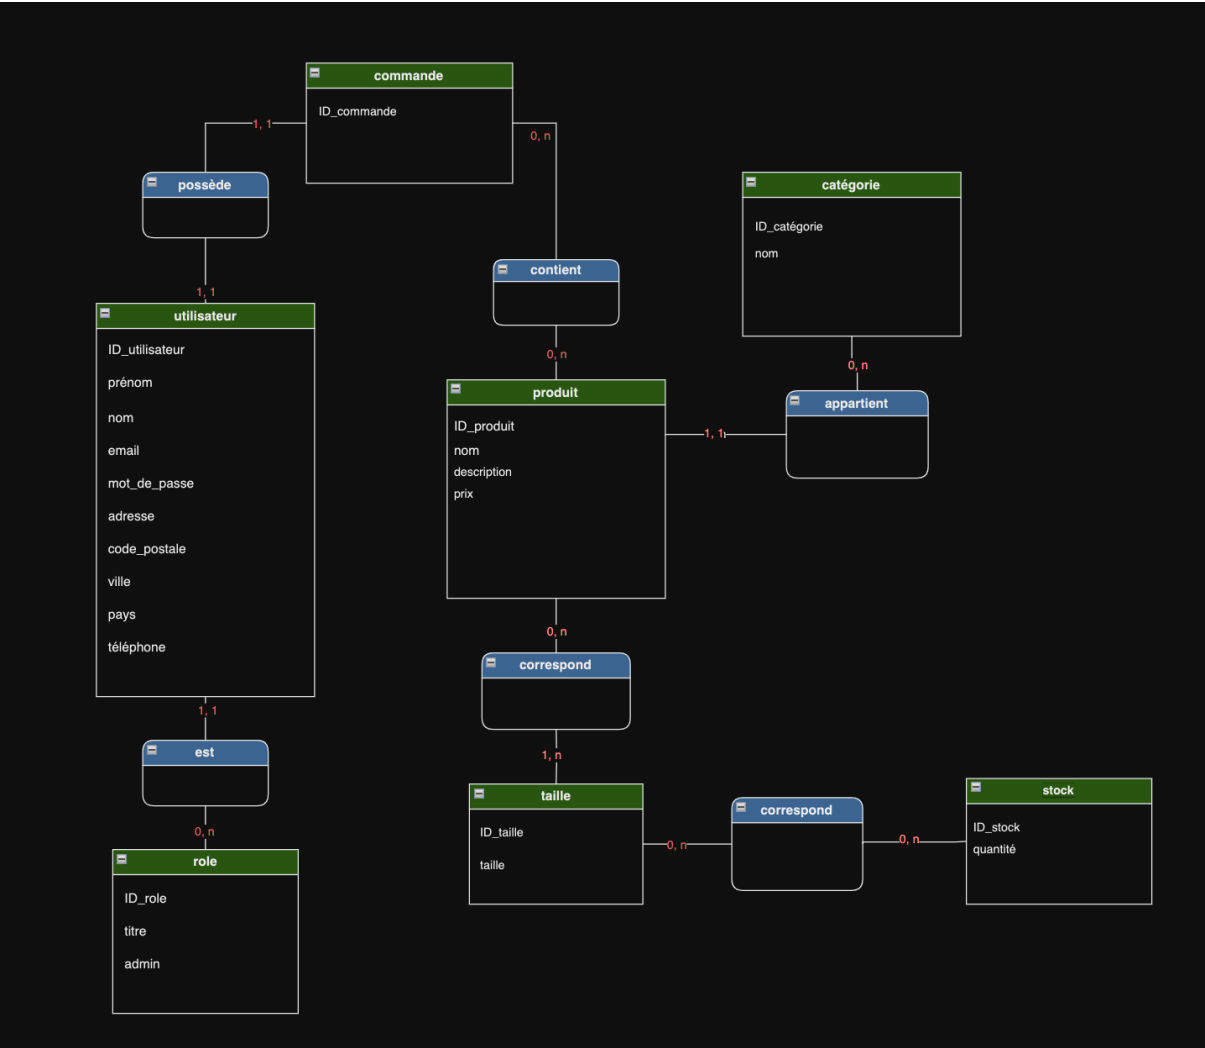 commande
ID_commande
1, 1
0, n
possède
1, 1
utilisateur
ID_utilisateur
prénom
nom
email
mot_de_passe
adresse
code_postale
ville
pays
téléphone
1, 1
est
0, n
role
ID_role
titre
admin
contient
0, n
produit
ID_produit
nom
description
prix
1, 1
catégorie
ID_catégorie
nom
0, n
appartient
0, n
correspond
1, n
taille
ID_taille
taille
0, n
correspond
0, n
stock
ID_stock
quantité